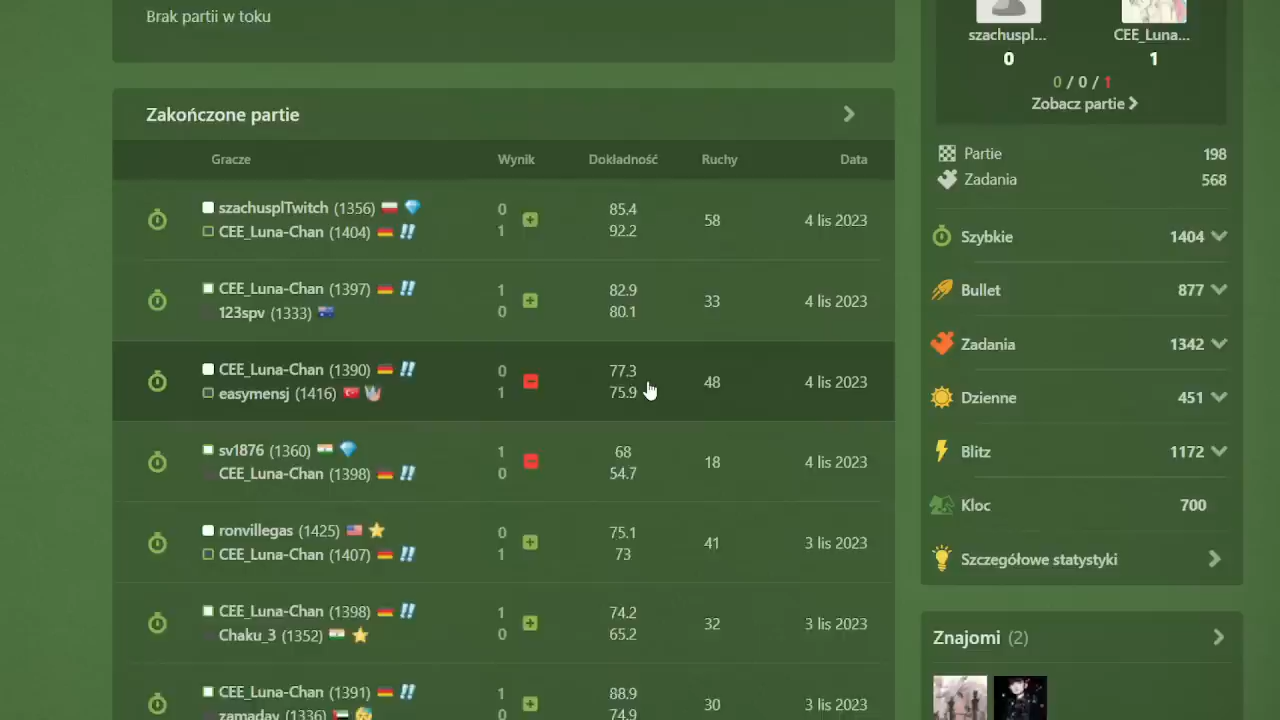 Brak partii w toku
Zakończone partie
Gracze Wynik Dokładność Ruchy Data
szachusplTwitch (1356) 0 85.4
CEE_Luna-Chan (1404) 1 92.2
58 4 lis 2023
CEE_Luna-Chan (1397) 1 82.9
123spv (1333) 0 80.1
33 4 lis 2023
CEE_Luna-Chan (1390) 0 77.3
easymensj (1416) 1 75.9
48 4 lis 2023
sv1876 (1360) 1 68
CEE_Luna-Chan (1398) 0 54.7
18 4 lis 2023
ronvillegas (1425) 0 75.1
CEE_Luna-Chan (1407) 1 73
41 3 lis 2023
CEE_Luna-Chan (1398) 1 74.2
Chaku_3 (1352) 0 65.2
32 3 lis 2023
CEE_Luna-Chan (1391) 1 88.9
zamaday (1336) 0 74.9
30 3 lis 2023
szachuspl... CEE_Luna...
0 1
0 / 0 / 1
Zobacz partie
Partie 198
Zadania 568
Szybkie 1404
Bullet 877
Zadania 1342
Dzienne 451
Blitz 1172
Kloc 700
Szczegółowe statystyki
Znajomi (2)